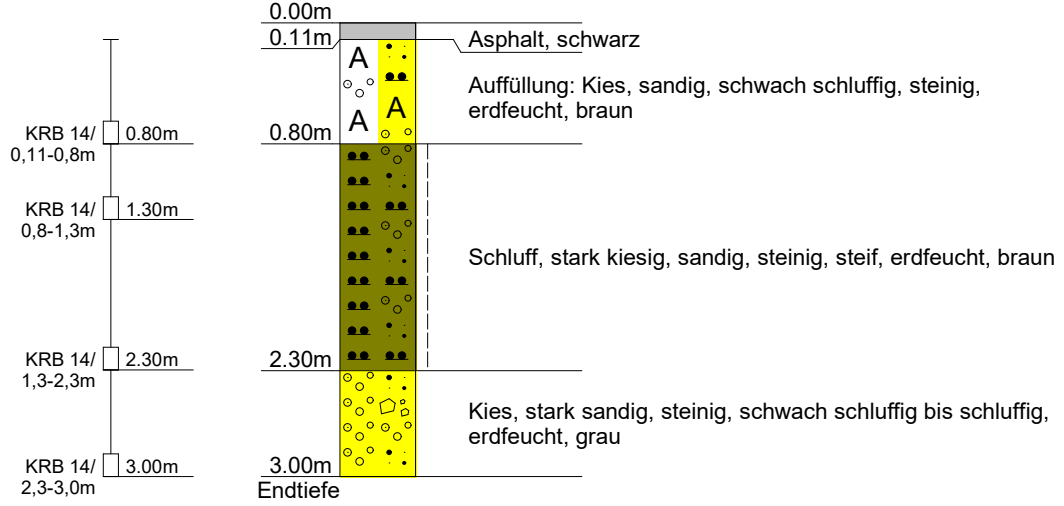 0.00m
0.11m
Asphalt, schwarz
A
A
A
Auffüllung: Kies, sandig, schwach schluffig, steinig,
erdfeucht, braun
KRB 14/
0,11-0,8m
0.80m
0.80m
KRB 14/
0,8-1,3m
1.30m
Schluff, stark kiesig, sandig, steinig, steif, erdfeucht, braun
KRB 14/
1,3-2,3m
2.30m
2.30m
Kies, stark sandig, steinig, schwach schluffig bis schluffig,
erdfeucht, grau
KRB 14/
2,3-3,0m
3.00m
3.00m
Endtiefe